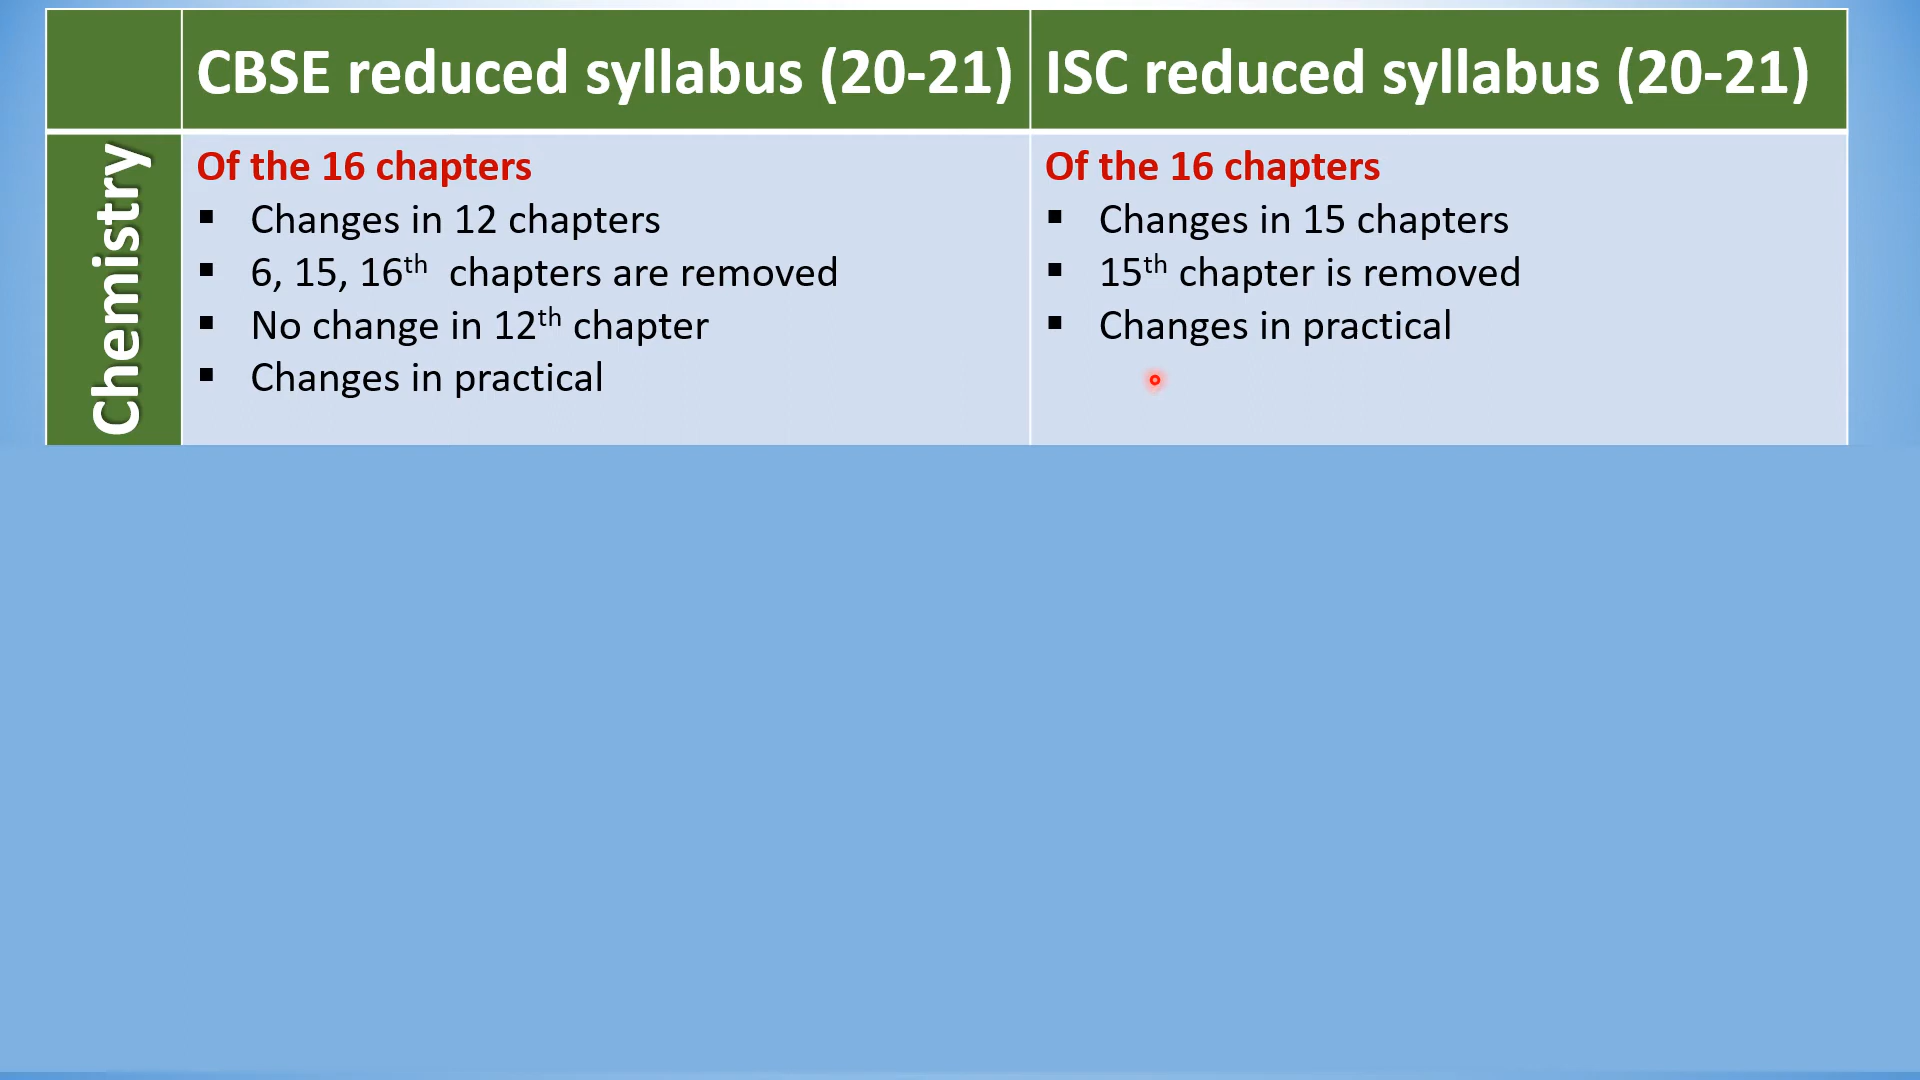 CBSE reduced syllabus (20-21)
ISC reduced syllabus (20-21)
Chemistry
Of the 16 chapters
▪ Changes in 12 chapters
▪ 6, 15, 16th chapters are removed
▪ No change in 12th chapter
▪ Changes in practical
Of the 16 chapters
▪ Changes in 15 chapters
▪ 15th chapter is removed
▪ Changes in practical